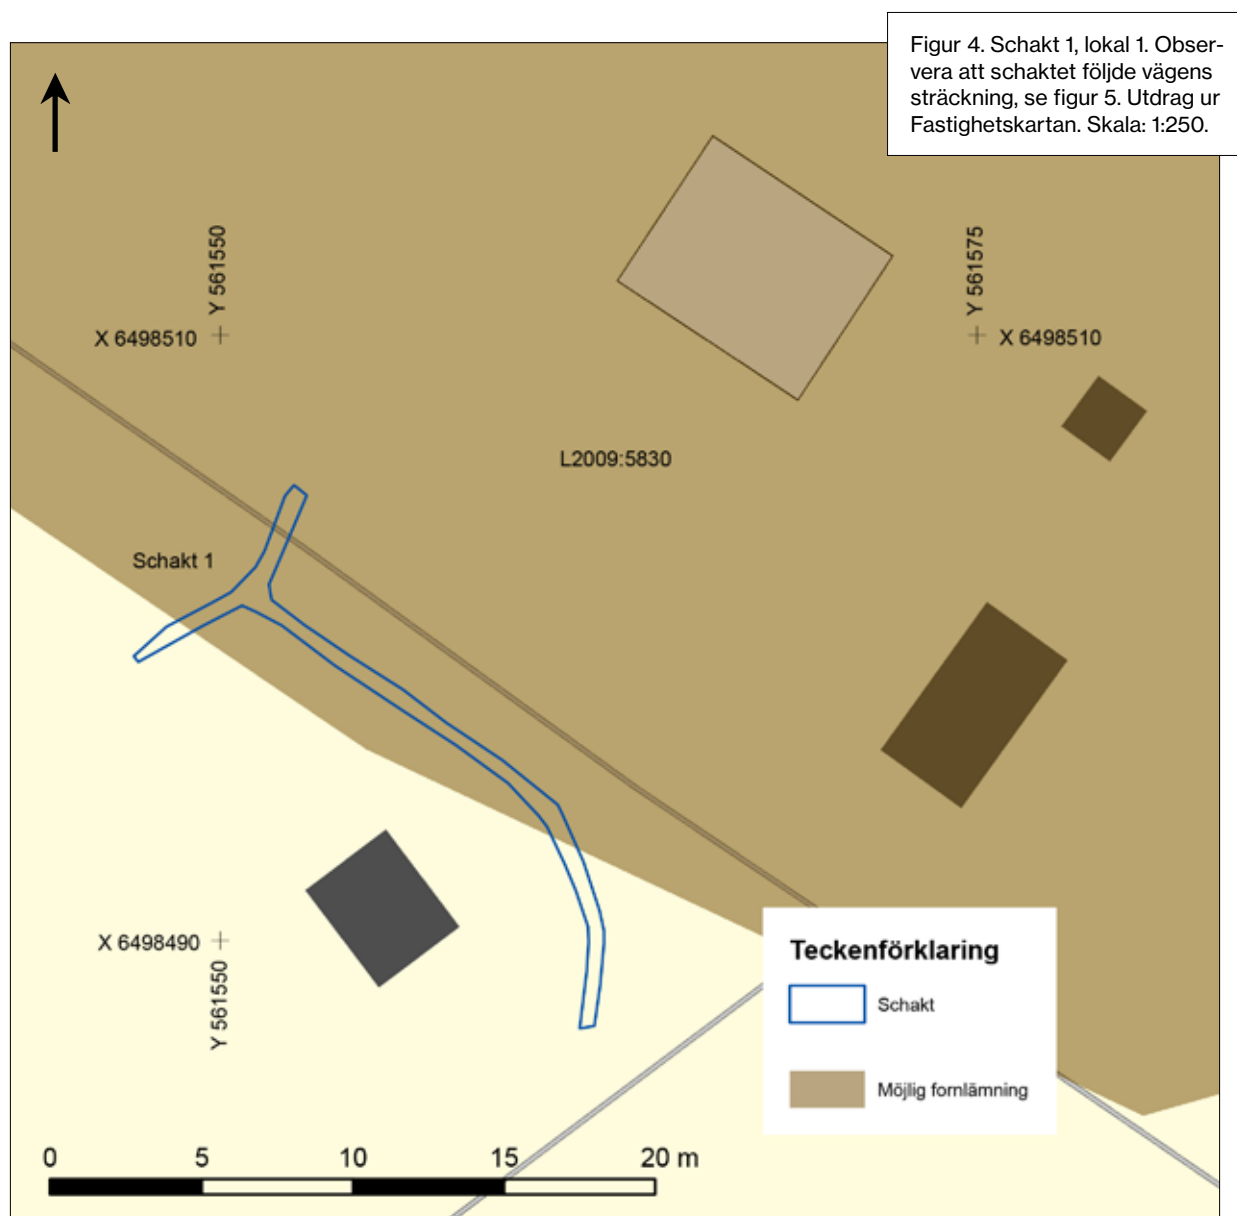 Figur 4. Schakt 1, lokal 1. Obser-
vera att schaktet följde vägens
sträckning, se figur 5. Utdrag ur
Fastighetskartan. Skala: 1:250.
Y 561550
Y 561575
X 6498510
X 6498510
L2009:5830
Schakt 1
X 6498490
Y 561550
Teckenförklaring
Schakt
Möjlig fornlämning
0 5 10 15 20 m